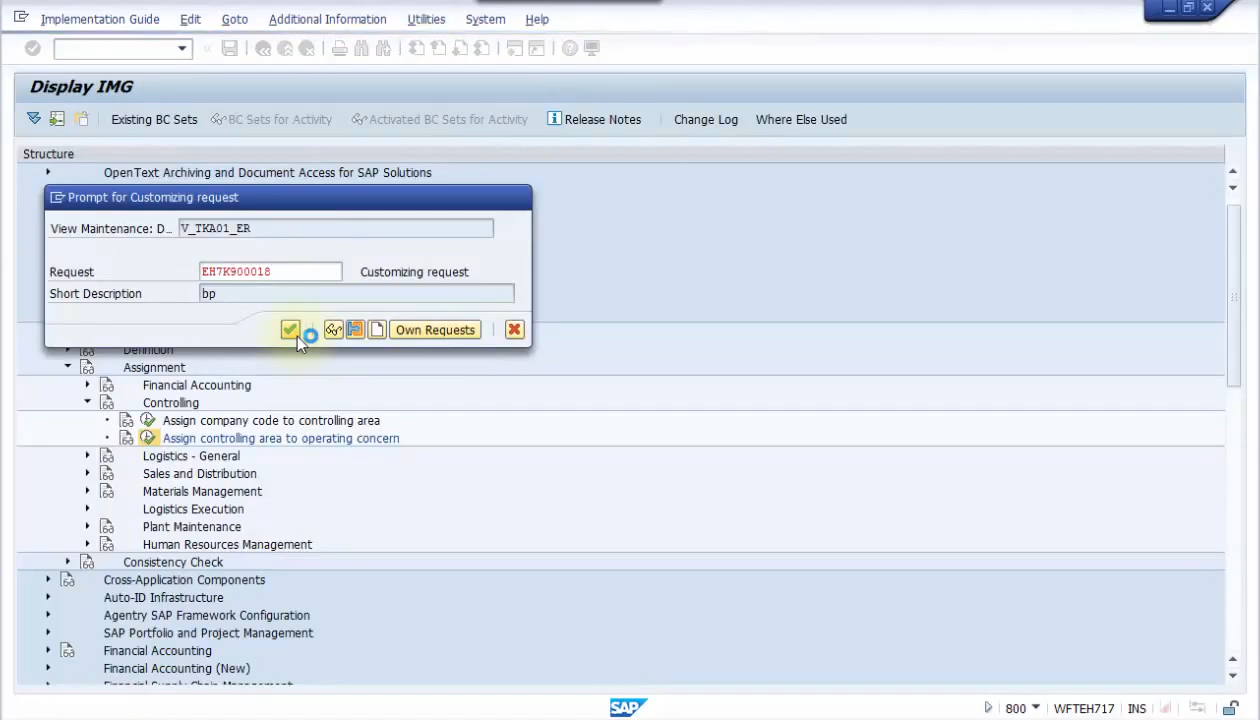 Implementation Guide Edit Goto Additional Information Utilities System Help
Display IMG
Existing BC Sets BC Sets for Activity Activated BC Sets for Activity Release Notes Change Log Where Else Used
Structure
OpenText Archiving and Document Access for SAP Solutions
Prompt for Customizing request
View Maintenance: D... V_TKA01_ER
Request EH7K900018 Customizing request
Short Description bp
Own Requests
Definition
Assignment
Financial Accounting
Controlling
Assign company code to controlling area
Assign controlling area to operating concern
Logistics - General
Sales and Distribution
Materials Management
Logistics Execution
Plant Maintenance
Human Resources Management
Consistency Check
Cross-Application Components
Auto-ID Infrastructure
Agentry SAP Framework Configuration
SAP Portfolio and Project Management
Financial Accounting
Financial Accounting (New)
Financial Supply Chain Management
SAP 800 WFTEH717 INS